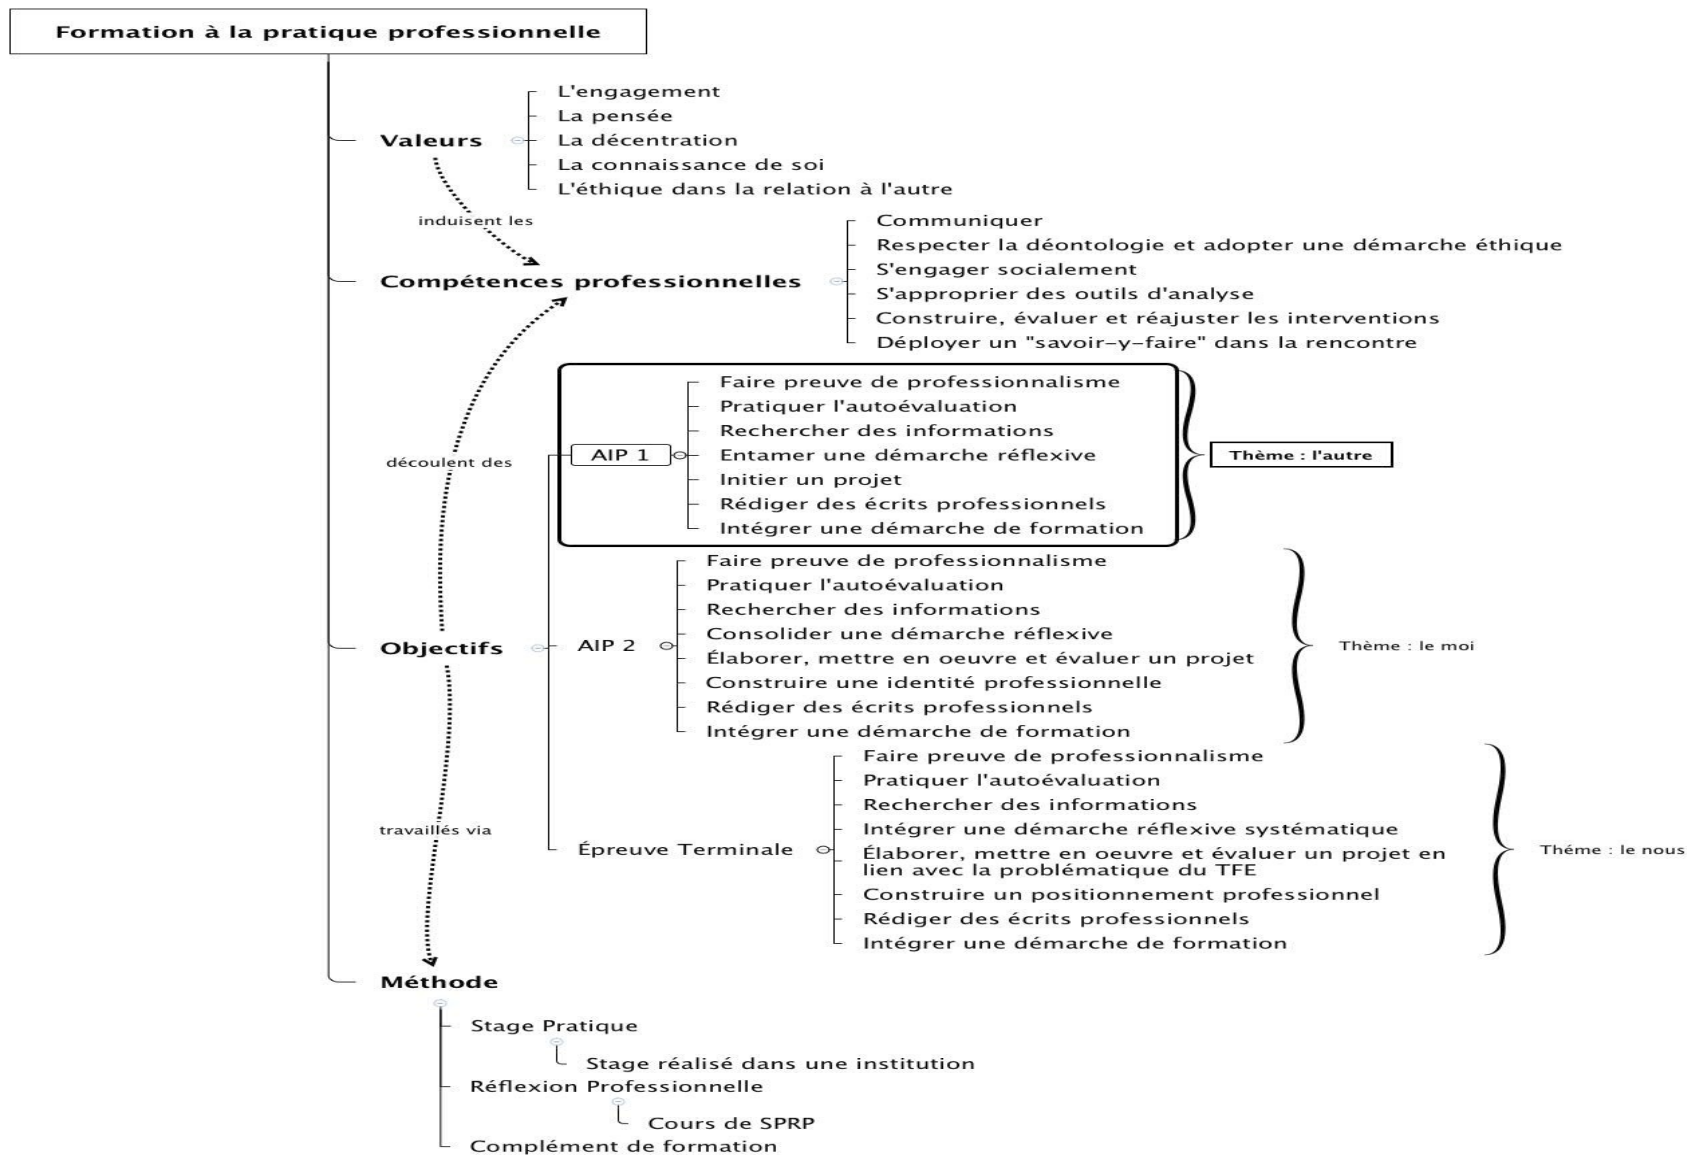 Formation à la pratique professionnelle
Valeurs
L'engagement
La pensée
La décentration
La connaissance de soi
L'éthique dans la relation à l'autre
induisent les
Compétences professionnelles
Communiquer
Respecter la déontologie et adopter une démarche éthique
S'engager socialement
S'approprier des outils d'analyse
Construire, évaluer et réajuster les interventions
Déployer un "savoir-y-faire" dans la rencontre
découlent des
Objectifs
AIP 1
Faire preuve de professionnalisme
Pratiquer l'autoévaluation
Rechercher des informations
Entamer une démarche réflexive
Initier un projet
Rédiger des écrits professionnels
Intégrer une démarche de formation
Thème : l'autre
AIP 2
Faire preuve de professionnalisme
Pratiquer l'autoévaluation
Rechercher des informations
Consolider une démarche réflexive
Élaborer, mettre en oeuvre et évaluer un projet
Construire une identité professionnelle
Rédiger des écrits professionnels
Intégrer une démarche de formation
Thème : le moi
Épreuve Terminale
Faire preuve de professionnalisme
Pratiquer l'autoévaluation
Rechercher des informations
Intégrer une démarche réflexive systématique
Élaborer, mettre en oeuvre et évaluer un projet en
lien avec la problématique du TFE
Construire un positionnement professionnel
Rédiger des écrits professionnels
Intégrer une démarche de formation
Théme : le nous
travaillés via
Méthode
Stage Pratique
Stage réalisé dans une institution
Réflexion Professionnelle
Cours de SPRP
Complément de formation